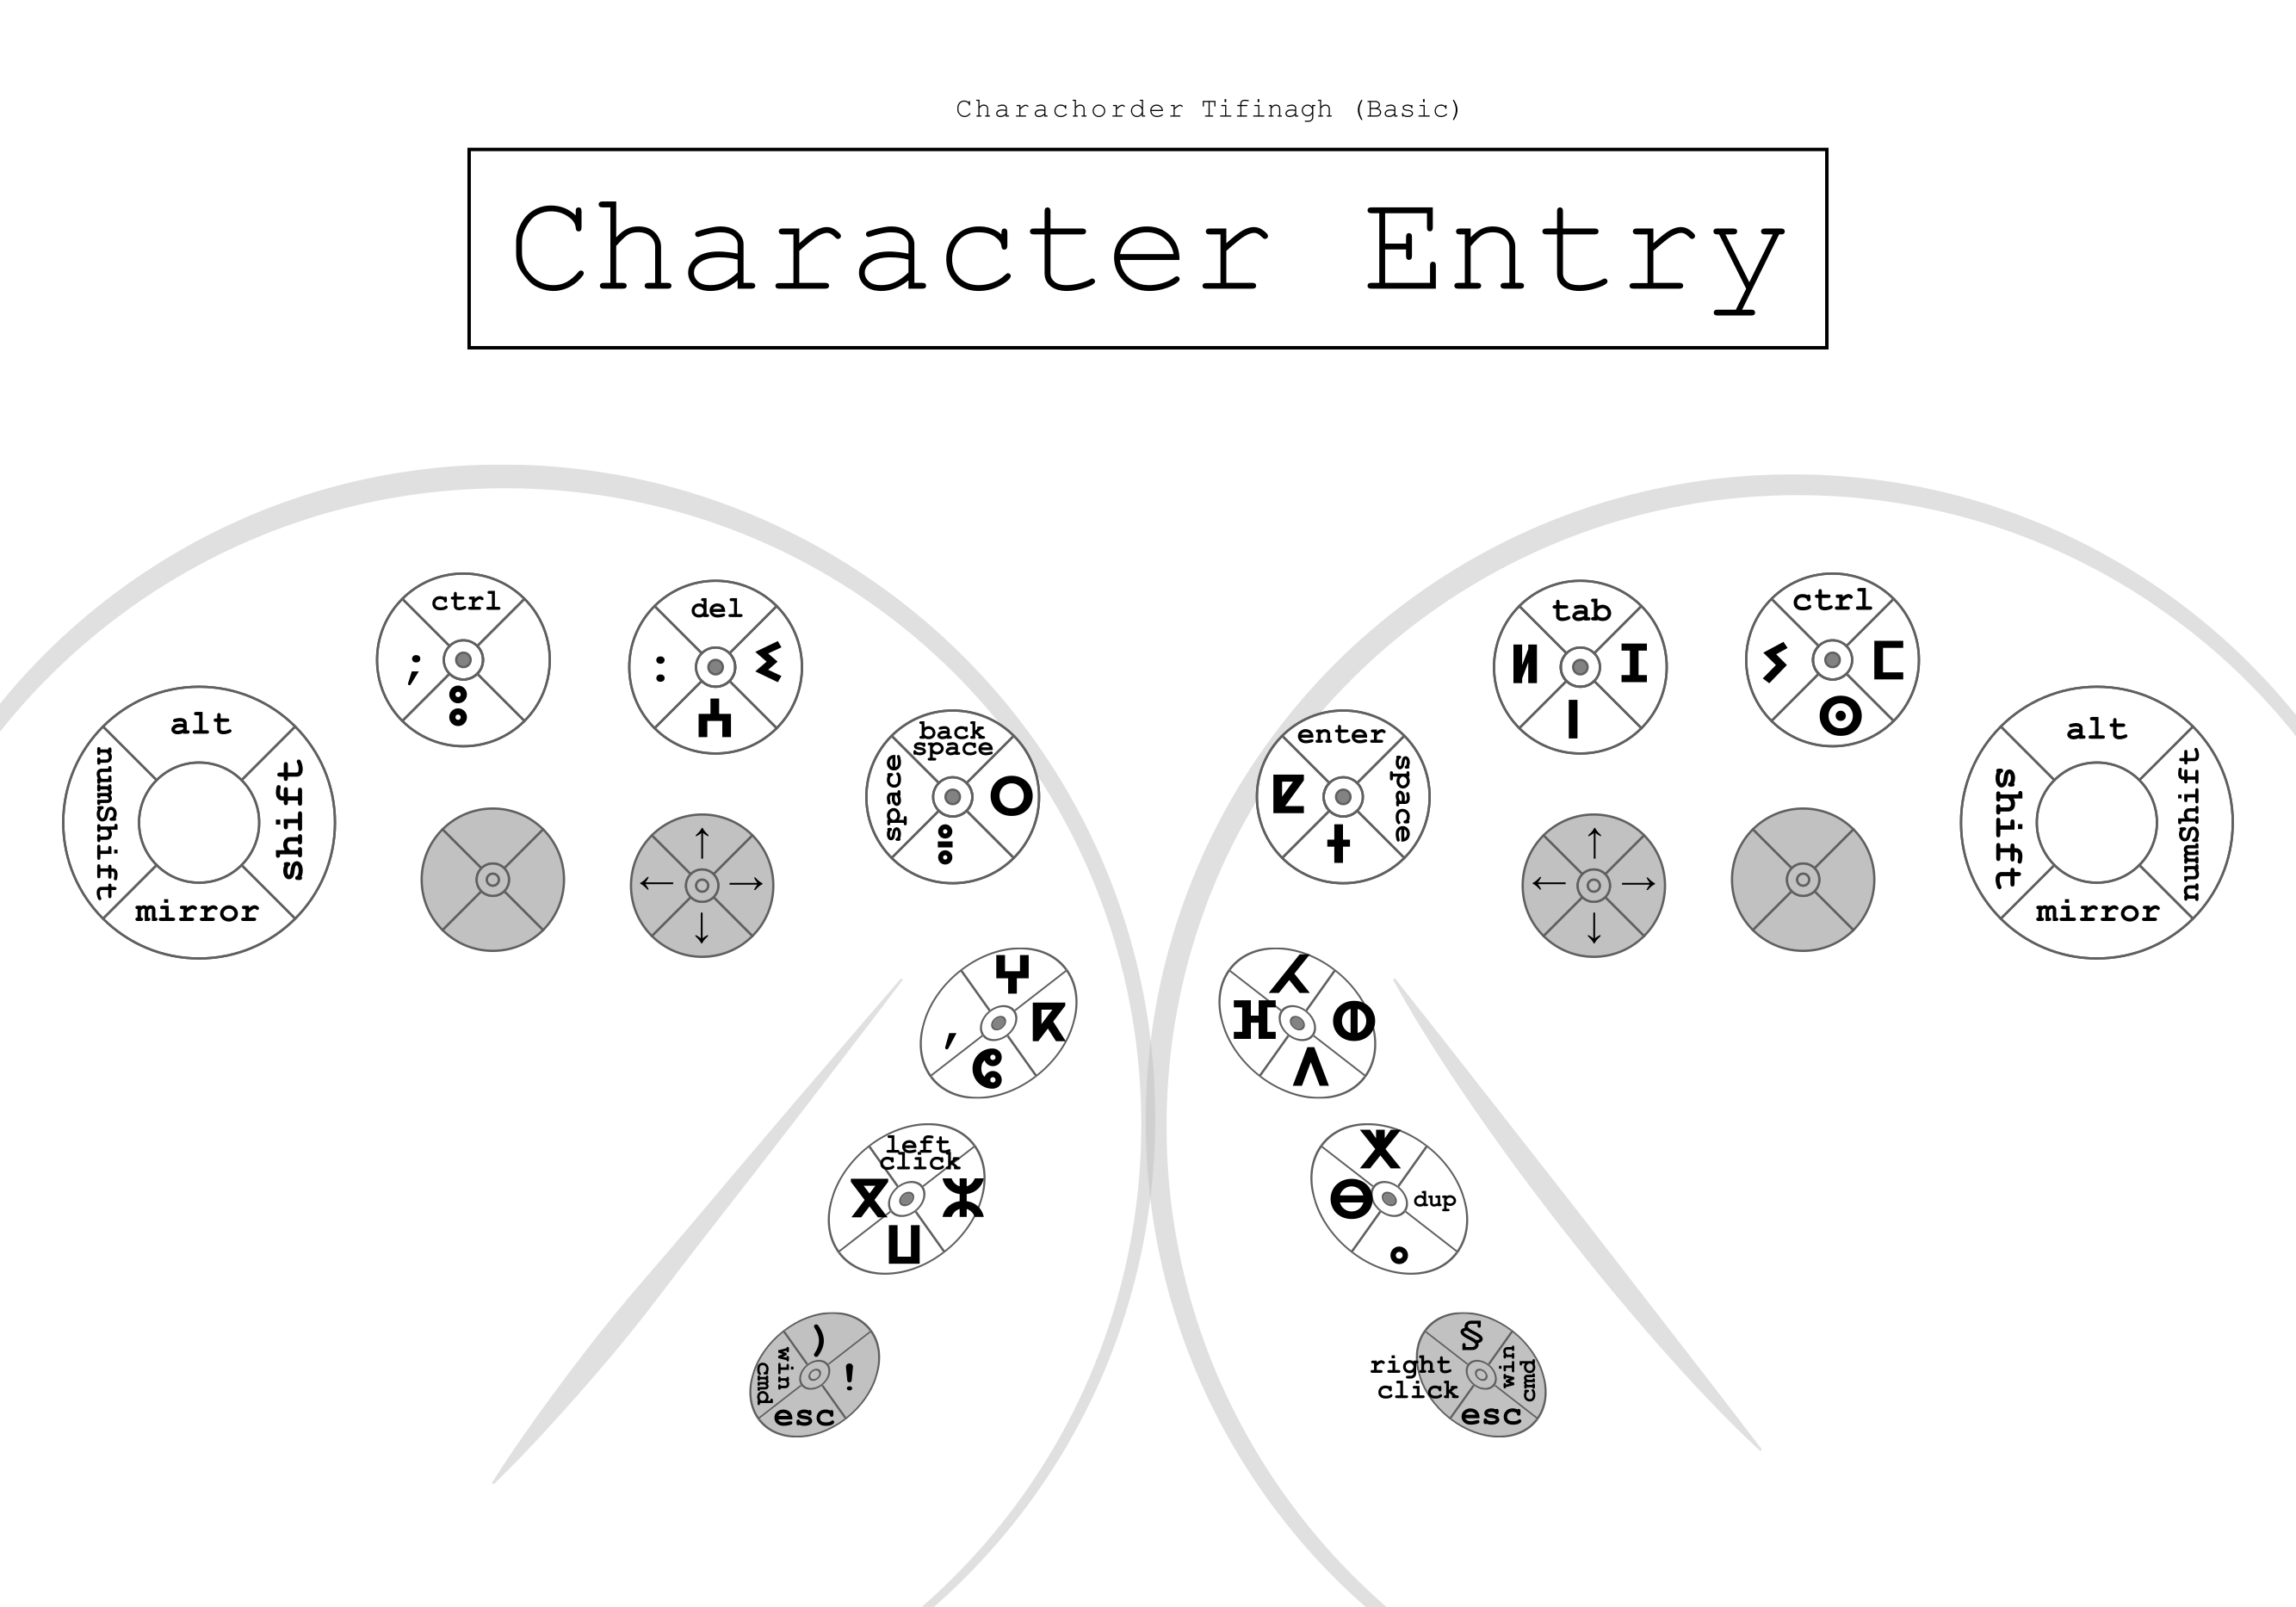 Charachorder Tifinagh (Basic)
Character Entry
ctrl
;
ⵓ
del
:
ⵉ
ⵄ
tab
ⵍ
ⵊ
ⵏ
ctrl
ⵢ
ⵎ
ⵙ
alt
numShift
shift
mirror
back
space
space
ⵔ
ⴻ
enter
ⵟ
space
ⵜ
alt
shift
numShift
mirror
↑
← →
↓
↑
← →
↓
ⵖ
,
ⵅ
ⵛ
ⵃ
ⴼ
ⵀ
ⴷ
left
click
ⴳ
ⵣ
ⵡ
ⴽ
ⴱ
dup
ⴰ
)
win
cmd
!
esc
§
right
click
win
cmd
esc